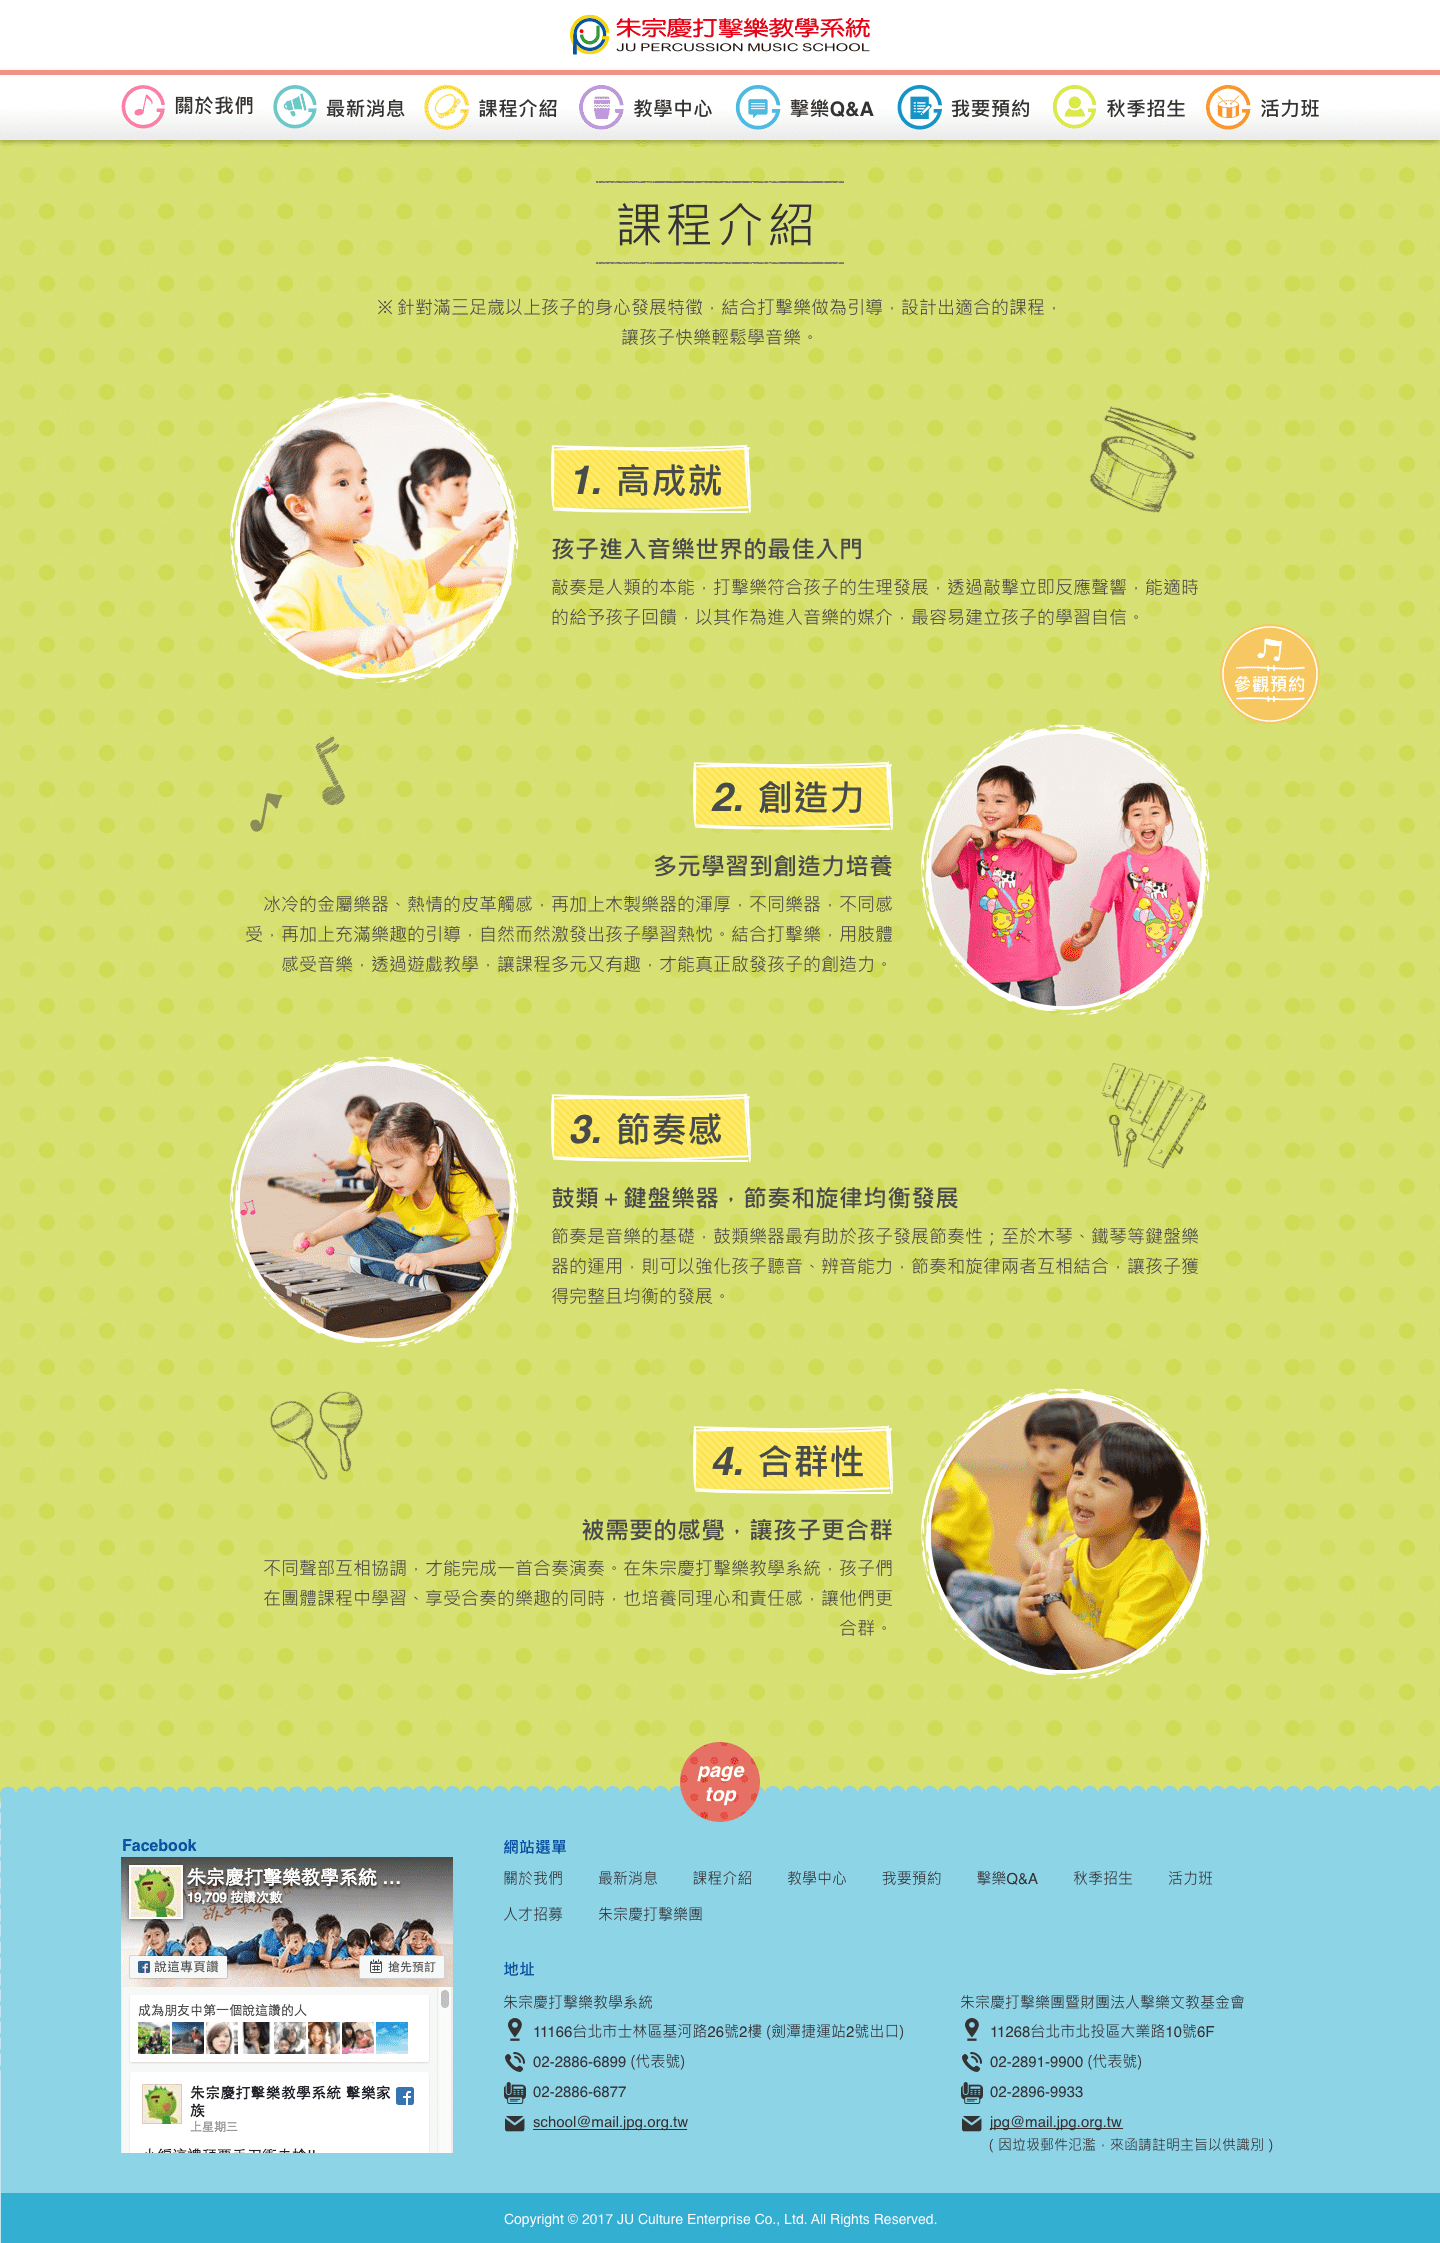 朱宗慶打擊樂教學系統
JU PERCUSSION MUSIC SCHOOL
關於我們
最新消息
課程介紹
教學中心
擊樂Q&A
我要預約
秋季招生
活力班
課程介紹
※ 針對滿三足歲以上孩子的身心發展特徵，結合打擊樂做為引導，設計出適合的課程，
讓孩子快樂輕鬆學音樂。
1. 高成就
孩子進入音樂世界的最佳入門
敲奏是人類的本能，打擊樂符合孩子的生理發展，透過敲擊立即反應聲響，能適時
的給予孩子回饋，以其作為進入音樂的媒介，最容易建立孩子的學習自信。
參觀預約
2. 創造力
多元學習到創造力培養
冰冷的金屬樂器、熱情的皮革觸感，再加上木製樂器的渾厚，不同樂器，不同感
受，再加上充滿樂趣的引導，自然而然激發出孩子學習熱忱。結合打擊樂，用肢體
感受音樂，透過遊戲教學，讓課程多元又有趣，才能真正啟發孩子的創造力。
3. 節奏感
鼓類＋鍵盤樂器，節奏和旋律均衡發展
節奏是音樂的基礎，鼓類樂器最有助於孩子發展節奏性；至於木琴、鐵琴等鍵盤樂
器的運用，則可以強化孩子聽音、辨音能力，節奏和旋律兩者互相結合，讓孩子獲
得完整且均衡的發展。
4. 合群性
被需要的感覺，讓孩子更合群
不同聲部互相協調，才能完成一首合奏演奏。在朱宗慶打擊樂教學系統，孩子們
在團體課程中學習、享受合奏的樂趣的同時，也培養同理心和責任感，讓他們更
合群。
page
top
Facebook
朱宗慶打擊樂教學系統 ...
19,709 按讚次數
說這專頁讚
搶先預訂
成為朋友中第一個說這讚的人
朱宗慶打擊樂教學系統 擊樂家
族
上星期三
網站選單
關於我們 最新消息 課程介紹 教學中心 我要預約 擊樂Q&A 秋季招生 活力班
人才招募 朱宗慶打擊樂團
地址
朱宗慶打擊樂教學系統
11166台北市士林區基河路26號2樓 (劍潭捷運站2號出口)
02-2886-6899 (代表號)
02-2886-6877
school@mail.jpg.org.tw
朱宗慶打擊樂團暨財團法人擊樂文教基金會
11268台北市北投區大業路10號6F
02-2891-9900 (代表號)
02-2896-9933
jpg@mail.jpg.org.tw
( 因垃圾郵件氾濫，來函請註明主旨以供識別 )
Copyright © 2017 JU Culture Enterprise Co., Ltd. All Rights Reserved.